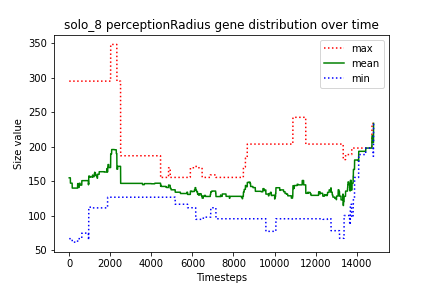 solo_8 perceptionRadius gene distribution over time
350
300
250
200
150
100
50
Size value
max
mean
min
0
2000
4000
6000
8000
10000
12000
14000
Timesteps